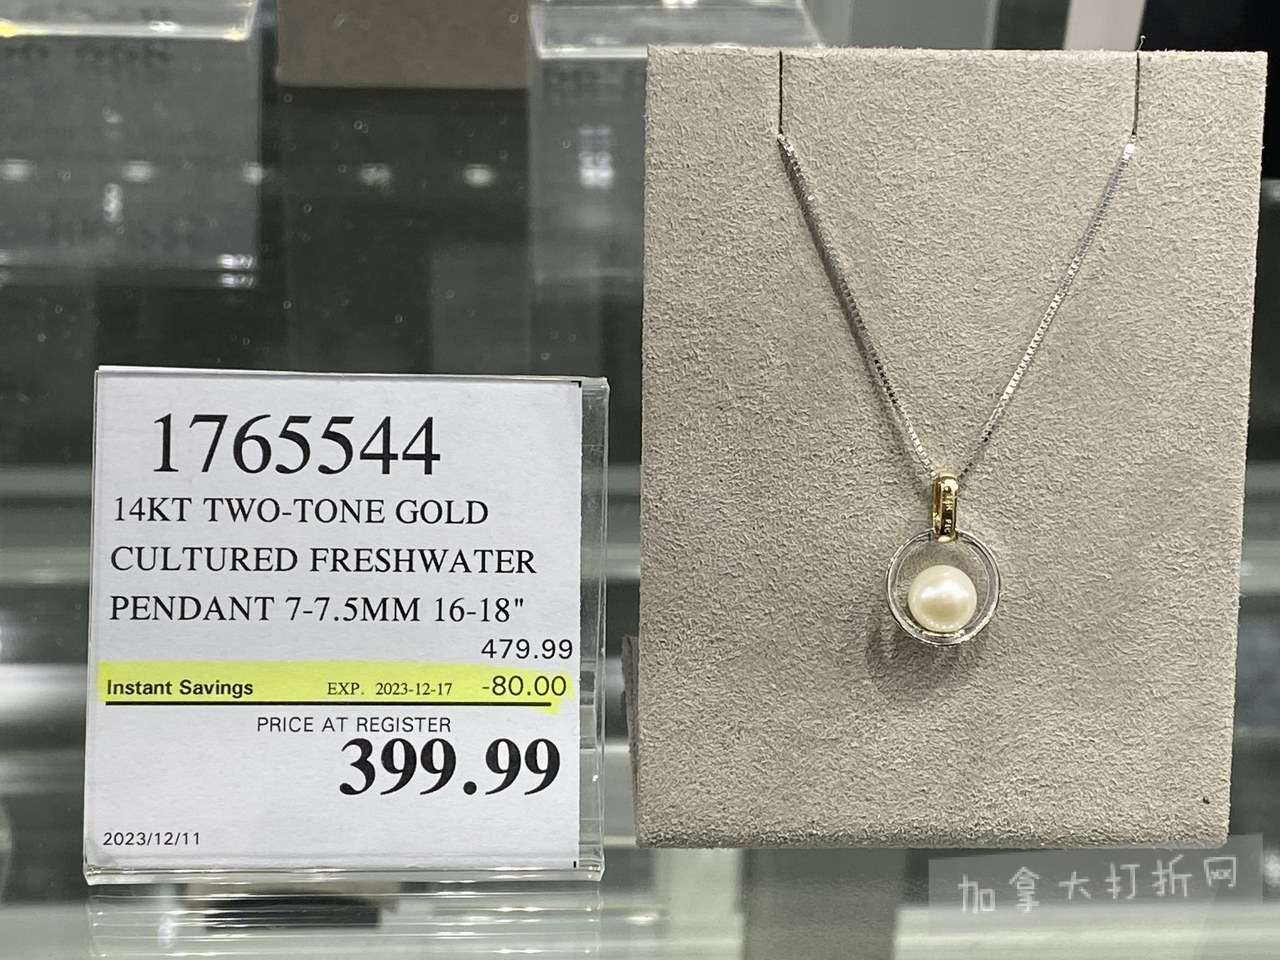 1765544
14KT TWO-TONE GOLD
CULTURED FRESHWATER
PENDANT 7-7.5MM 16-18"
479.99
Instant Savings EXP. 2023-12-17 -80.00
PRICE AT REGISTER
399.99
2023/12/11
加拿大打折网